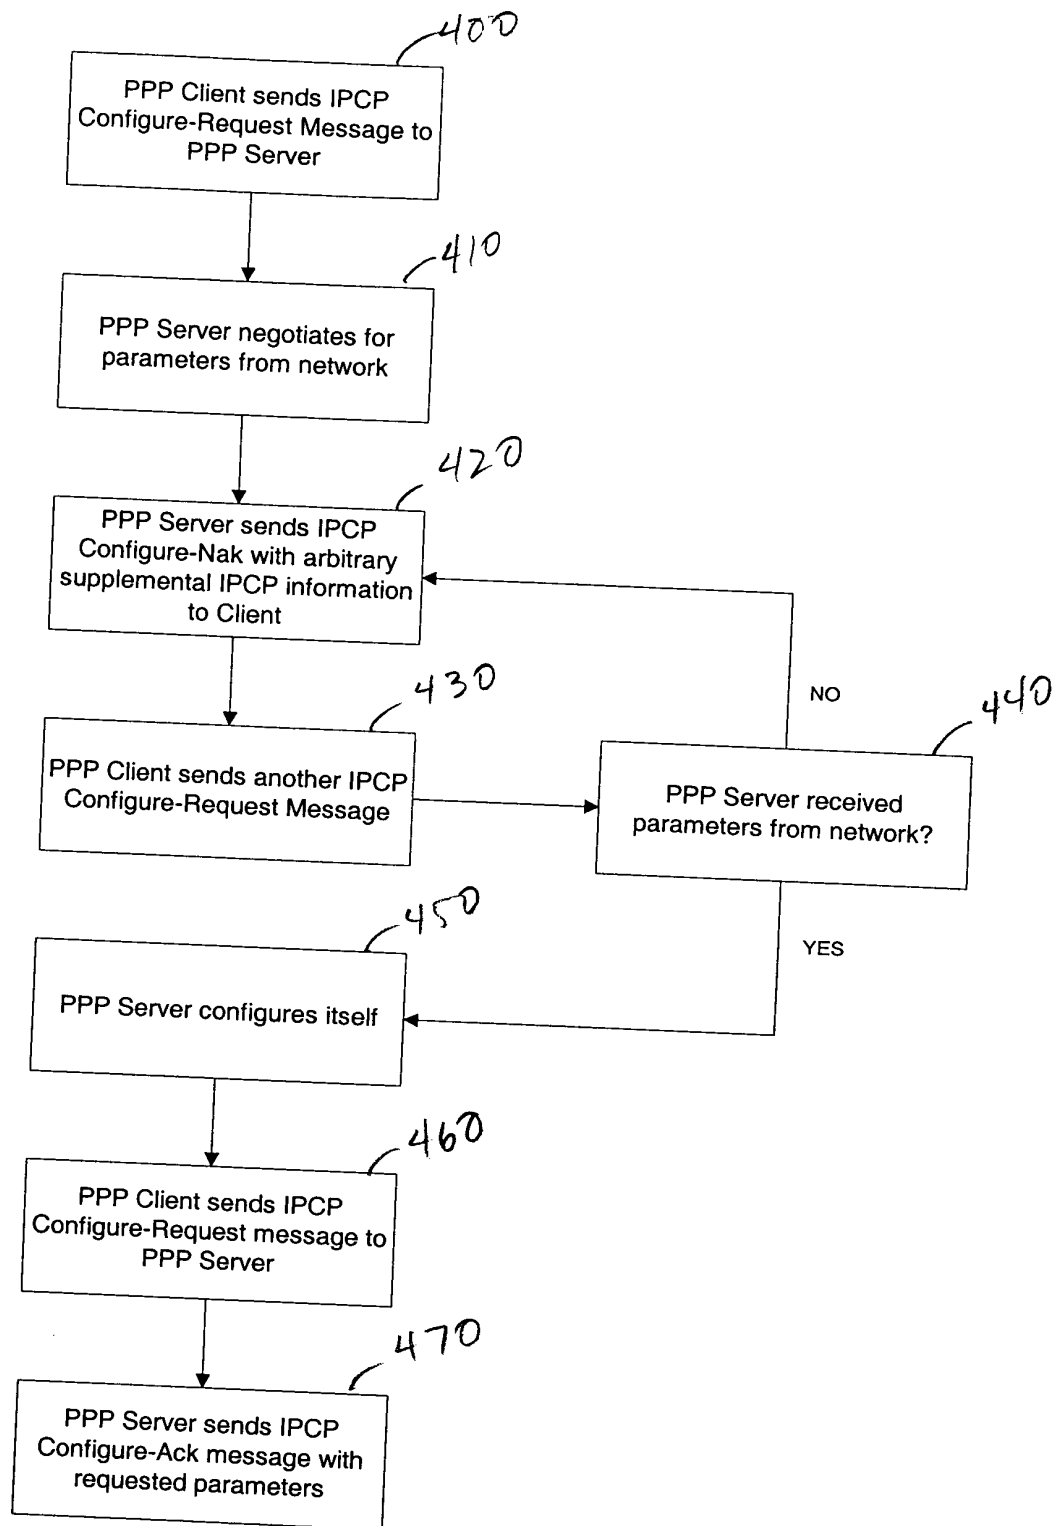 400
PPP Client sends IPCP
Configure-Request Message to
PPP Server
410
PPP Server negotiates for
parameters from network
420
PPP Server sends IPCP
Configure-Nak with arbitrary
supplemental IPCP information
to Client
430
PPP Client sends another IPCP
Configure-Request Message
NO
440
PPP Server received
parameters from network?
YES
450
PPP Server configures itself
460
PPP Client sends IPCP
Configure-Request message to
PPP Server
470
PPP Server sends IPCP
Configure-Ack message with
requested parameters